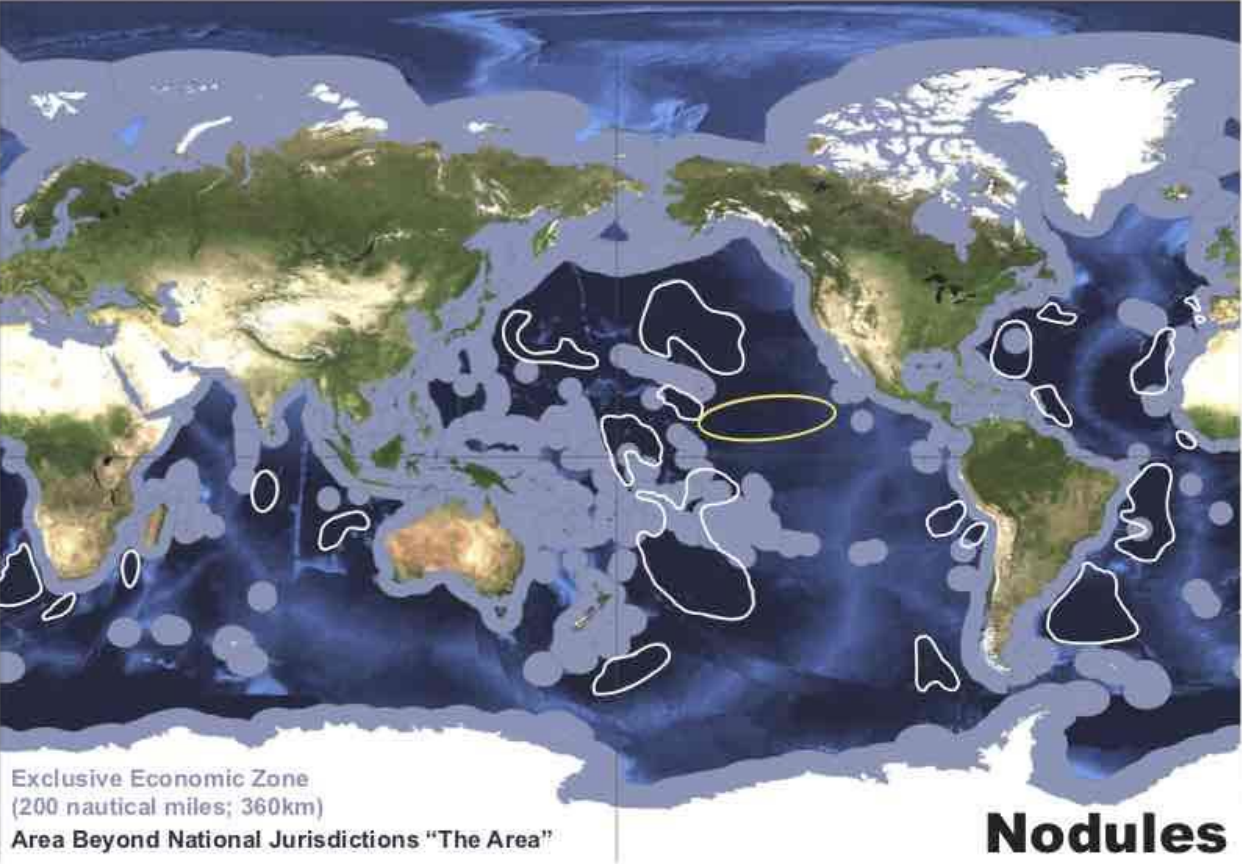 Exclusive Economic Zone
(200 nautical miles; 360km)
Area Beyond National Jurisdictions “The Area”
Nodules